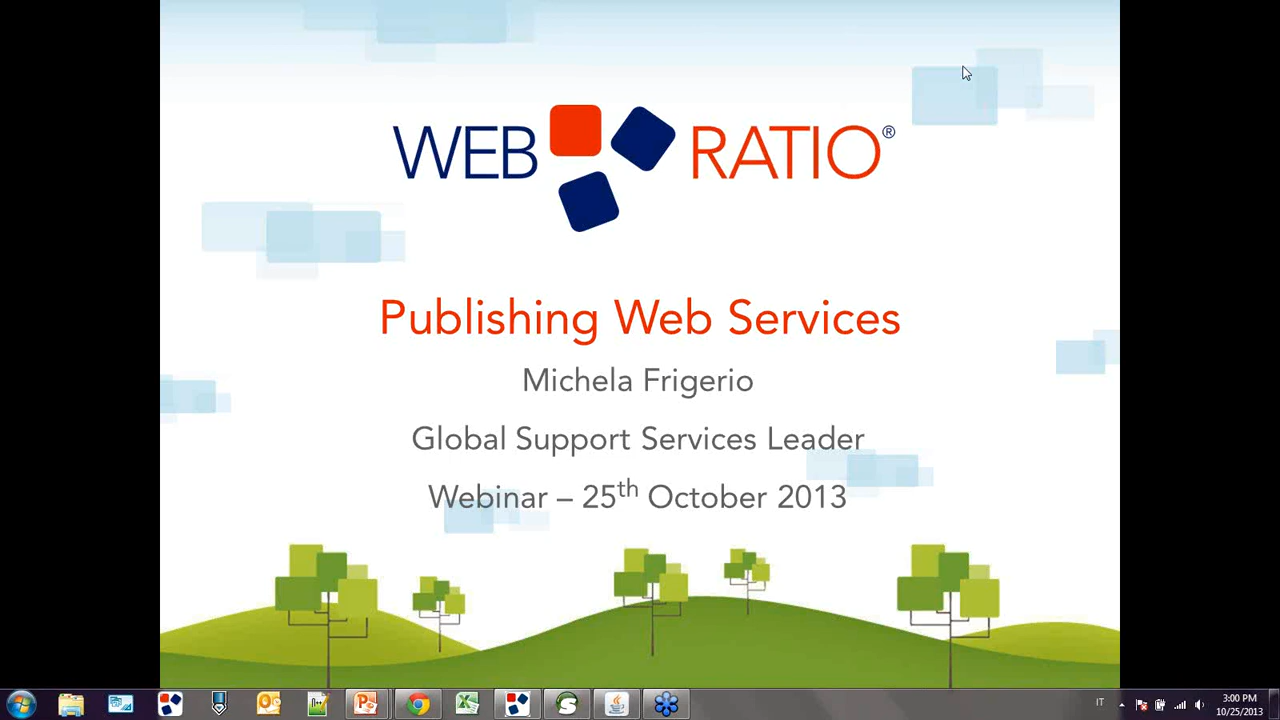 WEB RATIO®
Publishing Web Services
Michela Frigerio
Global Support Services Leader
Webinar – 25th October 2013
IT
3:00 PM
10/25/2013